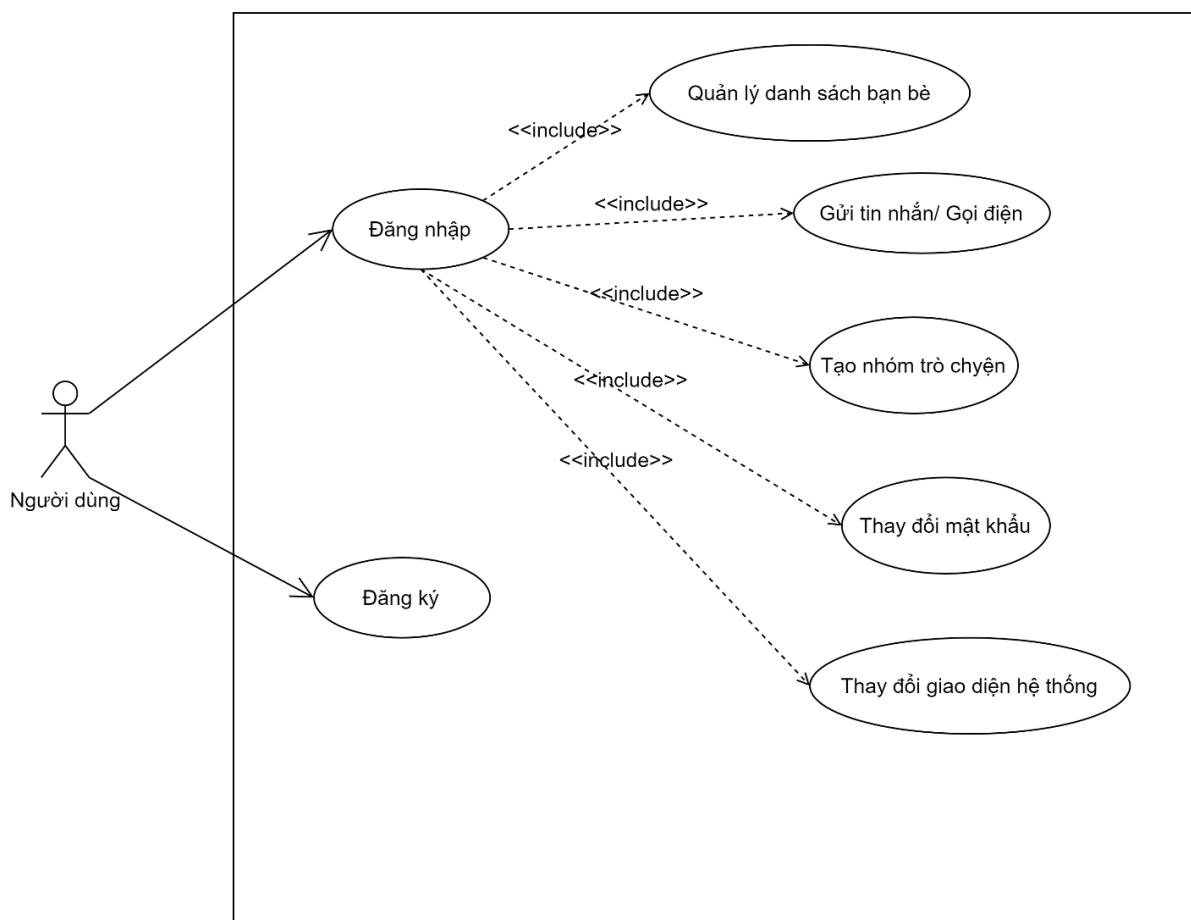 Quản lý danh sách bạn bè
<<include>>
<<include>>
Gửi tin nhắn/ Gọi điện
Đăng nhập
<<include>>
Tạo nhóm trò chyện
<<include>>
<<include>>
Người dùng
Thay đổi mật khẩu
Đăng ký
Thay đổi giao diện hệ thống